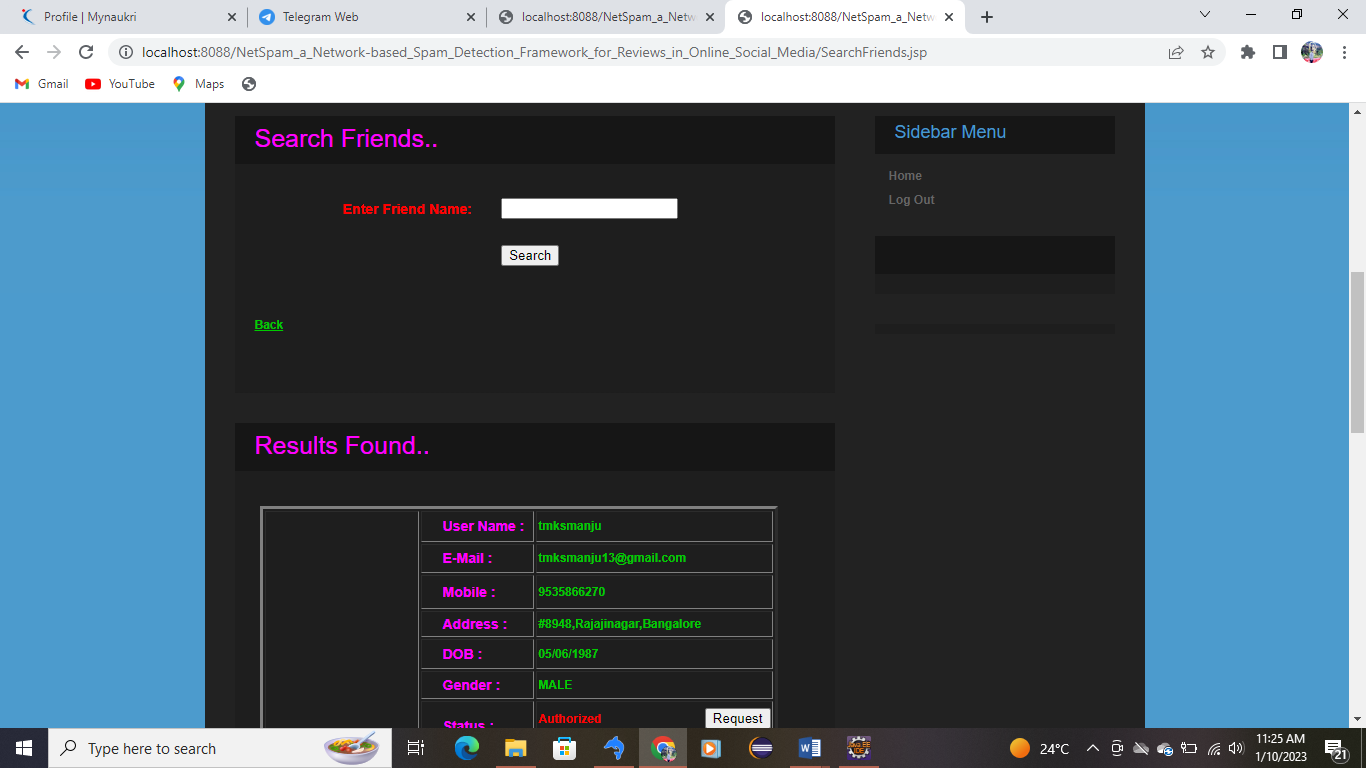 Profile | Mynaukri
Telegram Web
localhost:8088/NetSpam_a_Netw
localhost:8088/NetSpam_a_Netw
localhost:8088/NetSpam_a_Network-based_Spam_Detection_Framework_for_Reviews_in_Online_Social_Media/SearchFriends.jsp
Gmail
YouTube
Maps
Search Friends..
Sidebar Menu
Home
Log Out
Enter Friend Name:
Search
Back
Results Found..
User Name : tmksmanju
E-Mail : tmksmanju13@gmail.com
Mobile : 9535866270
Address : #8948,Rajajinagar,Bangalore
DOB : 05/06/1987
Gender : MALE
Status : Authorized Request
Type here to search
24°C
11:25 AM
1/10/2023
21